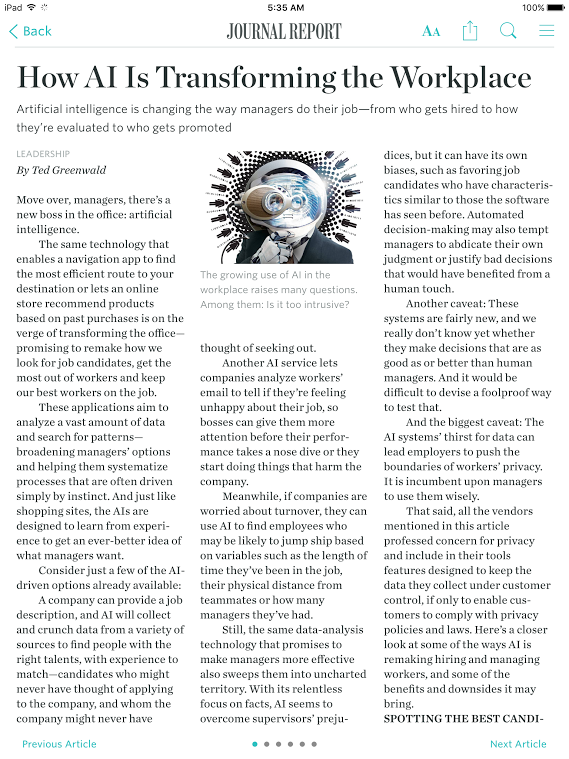 iPad
5:35 AM
100%
Back
JOURNAL REPORT
AA
How AI Is Transforming the Workplace
Artificial intelligence is changing the way managers do their job—from who gets hired to how
they're evaluated to who gets promoted
LEADERSHIP
By Ted Greenwald
Move over, managers, there's a
new boss in the office: artificial
intelligence.
The same technology that
enables a navigation app to find
the most efficient route to your
destination or lets an online
store recommend products
based on past purchases is on the
verge of transforming the office—
promising to remake how we
look for job candidates, get the
most out of workers and keep
our best workers on the job.
These applications aim to
analyze a vast amount of data
and search for patterns—
broadening managers' options
and helping them systematize
processes that are often driven
simply by instinct. And just like
shopping sites, the AIs are
designed to learn from experi-
ence to get an ever-better idea of
what managers want.
Consider just a few of the AI-
driven options already available:
A company can provide a job
description, and AI will collect
and crunch data from a variety of
sources to find people with the
right talents, with experience to
match—candidates who might
never have thought of applying
to the company, and whom the
company might never have
The growing use of AI in the
workplace raises many questions.
Among them: Is it too intrusive?
thought of seeking out.
Another AI service lets
companies analyze workers'
email to tell if they're feeling
unhappy about their job, so
bosses can give them more
attention before their perfor-
mance takes a nose dive or they
start doing things that harm the
company.
Meanwhile, if companies are
worried about turnover, they can
use AI to find employees who
may be likely to jump ship based
on variables such as the length of
time they've been in the job,
their physical distance from
teammates or how many
managers they've had.
Still, the same data-analysis
technology that promises to
make managers more effective
also sweeps them into uncharted
territory. With its relentless
focus on facts, AI seems to
overcome supervisors' preju-
dices, but it can have its own
biases, such as favoring job
candidates who have characteris-
tics similar to those the software
has seen before. Automated
decision-making may also tempt
managers to abdicate their own
judgment or justify bad decisions
that would have benefited from a
human touch.
Another caveat: These
systems are fairly new, and we
really don't know yet whether
they make decisions that are as
good as or better than human
managers. And it would be
difficult to devise a foolproof way
to test that.
And the biggest caveat: The
AI systems' thirst for data can
lead employers to push the
boundaries of workers' privacy.
It is incumbent upon managers
to use them wisely.
That said, all the vendors
mentioned in this article
professed concern for privacy
and include in their tools
features designed to keep the
data they collect under customer
control, if only to enable cus-
tomers to comply with privacy
policies and laws. Here's a closer
look at some of the ways AI is
remaking hiring and managing
workers, and some of the
benefits and downsides it may
bring.
SPOTTING THE BEST CANDI-
Previous Article
Next Article